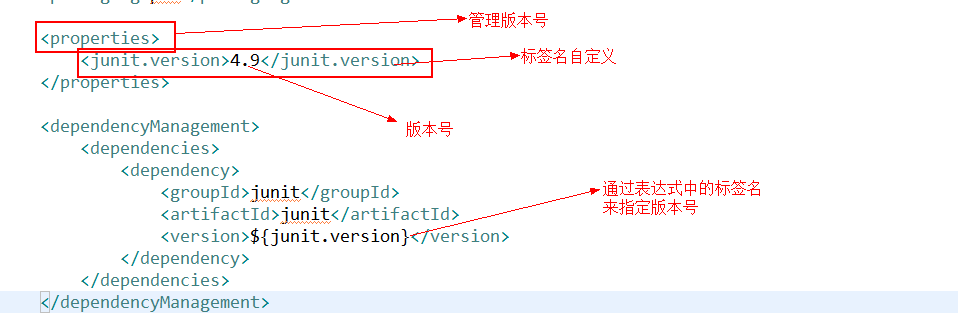 <properties> 管理版本号
<junit.version>4.9</junit.version> 标签名自定义
</properties>
版本号
<dependencyManagement>
<dependencies>
<dependency>
<groupId>junit</groupId>
通过表达式中的标签名
来指定版本号
<artifactId>junit</artifactId>
<version>${junit.version}</version>
</dependency>
</dependencies>
</dependencyManagement>